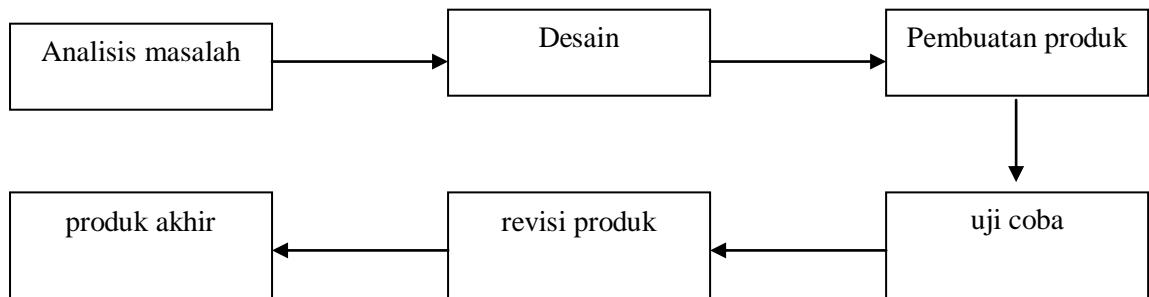 Analisis masalah
Desain
Pembuatan produk
uji coba
revisi produk
produk akhir